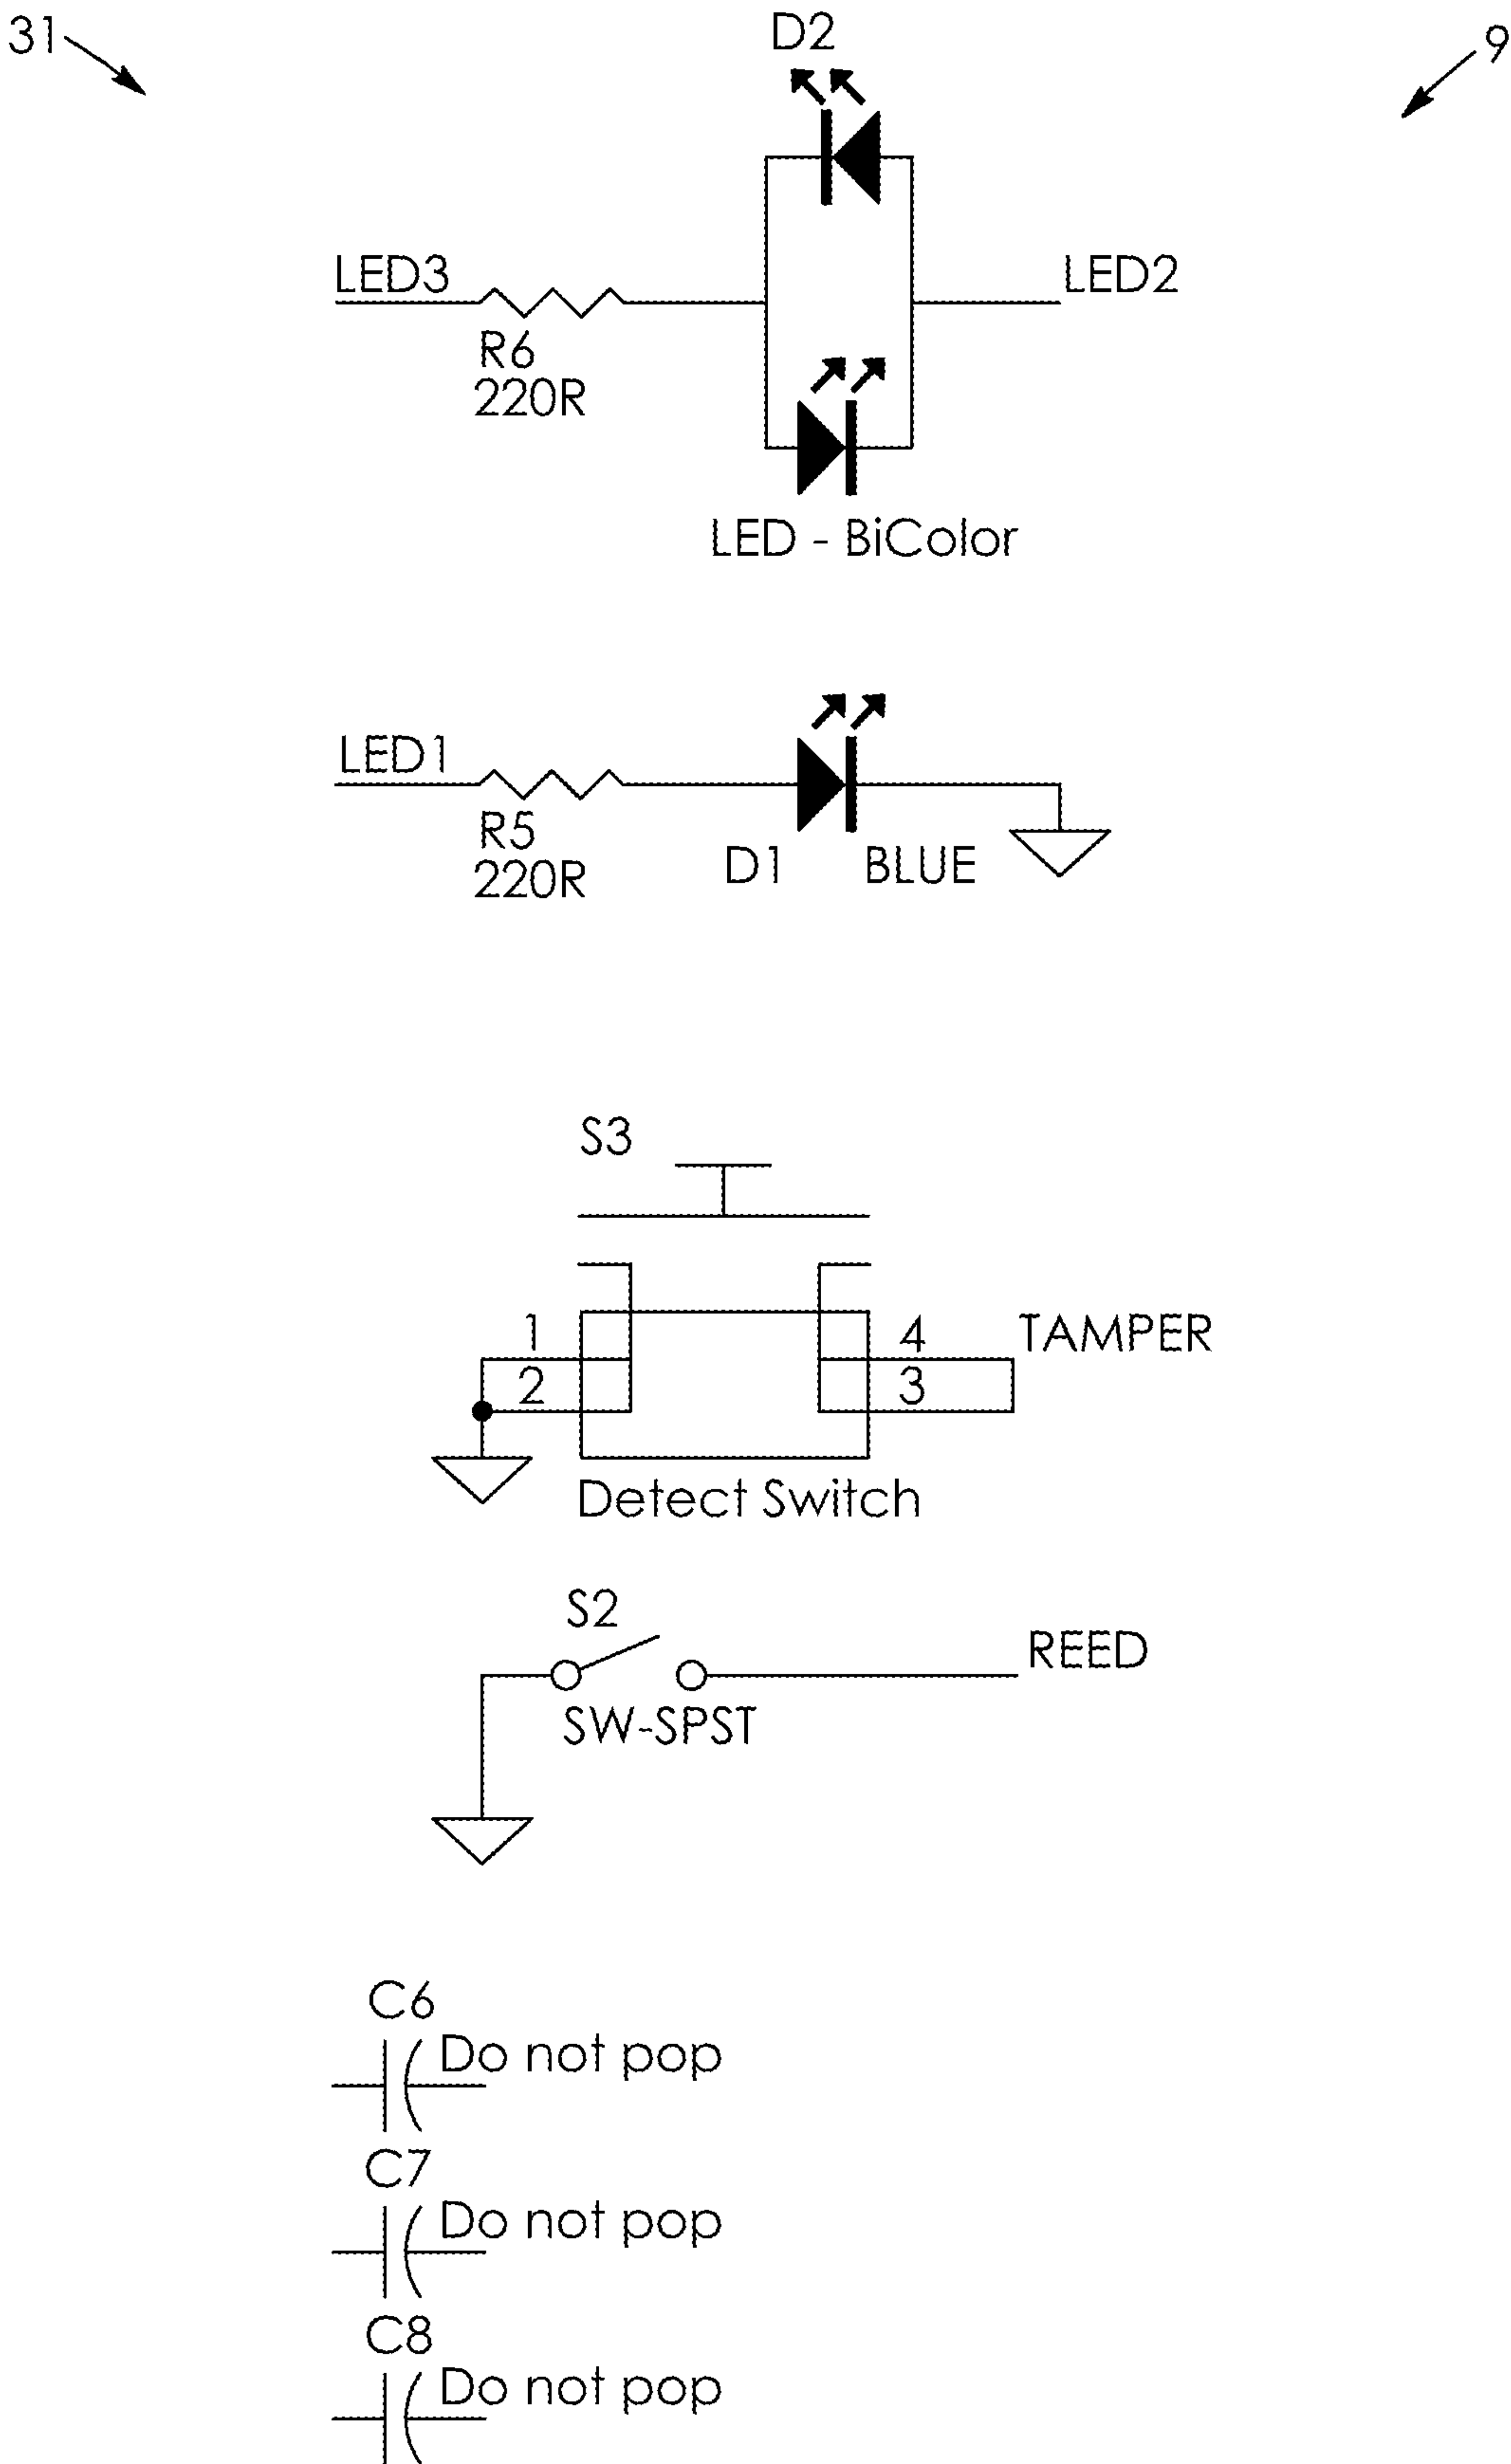 31
D2
9
LED3
LED2
R6
220R
LED - BiColor
LED1
R5
220R
D1
BLUE
S3
1
4
TAMPER
2
3
Detect Switch
S2
REED
SW-SPST
C6
Do not pop
C7
Do not pop
C8
Do not pop